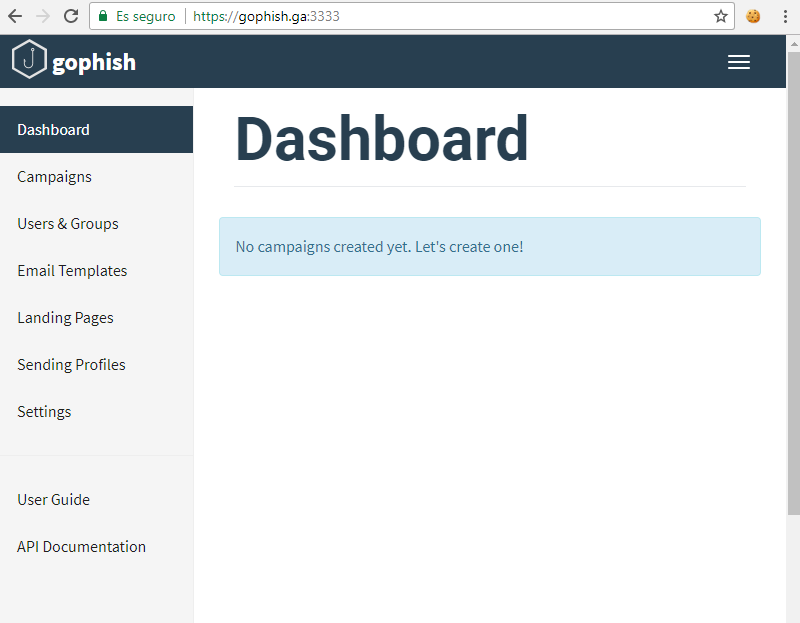 Es seguro https://gophish.ga:3333
gophish
Dashboard
Campaigns
Users & Groups
Email Templates
Landing Pages
Sending Profiles
Settings
User Guide
API Documentation
Dashboard
No campaigns created yet. Let's create one!